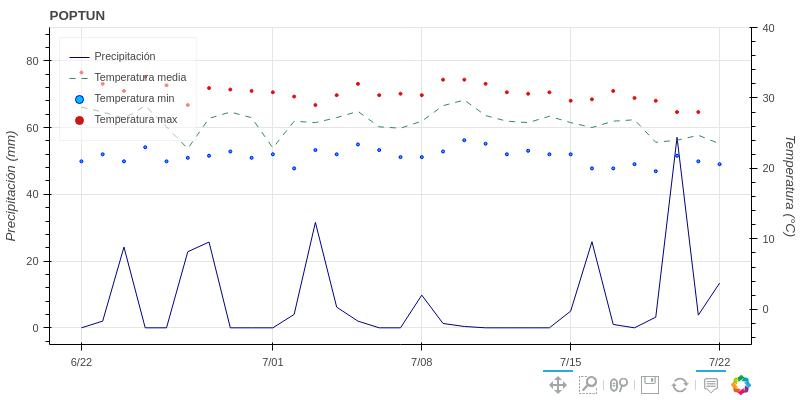 POPTUN
Precipitación
Temperatura media
Temperatura min
Temperatura max
Precipitación (mm)
80
60
40
20
0
Temperatura (°C)
40
30
20
10
0
6/22
7/01
7/08
7/15
7/22